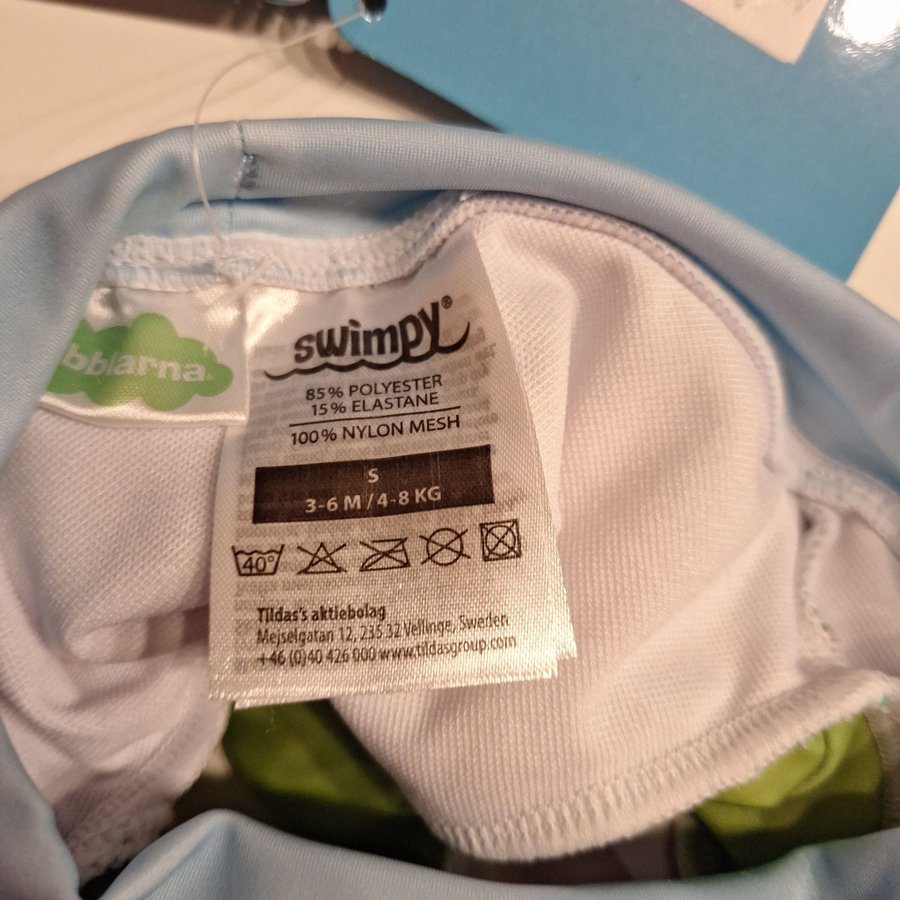 bblarna
swimpy®
85% POLYESTER
15% ELASTANE
100% NYLON MESH
S
3-6 M / 4-8 KG
40°
Tildas's aktiebolag
Mejselgatan 12, 235 32 Vellinge, Sweden
+46 (0)40 426 000 www.tildasgroup.com